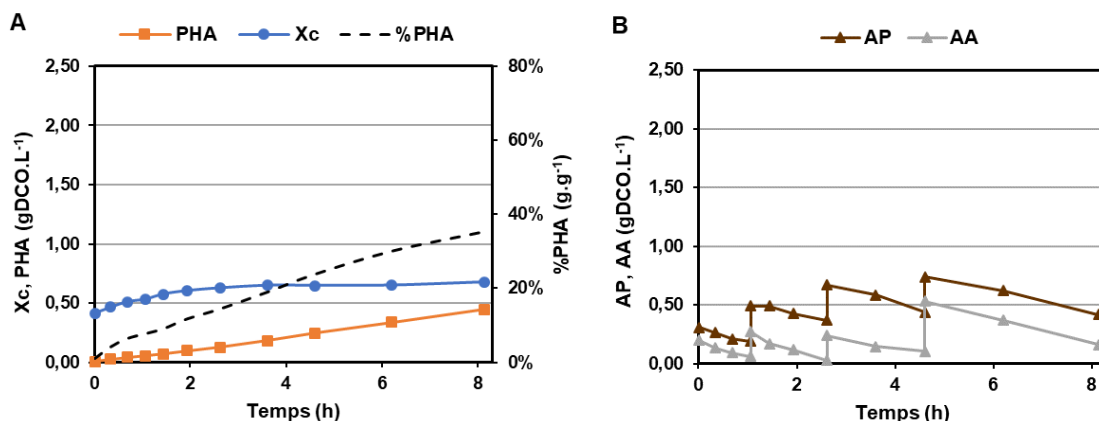 A
PHA Xc %PHA
2,50
2,00
1,50
1,00
0,50
0,00
Xc, PHA (gDCO.L-1)
80%
60%
40%
20%
0%
%PHA (g.g-1)
0 2 4 6 8
Temps (h)
B
AP AA
2,50
2,00
1,50
1,00
0,50
0,00
AP, AA (gDCO.L-1)
0 2 4 6 8
Temps (h)